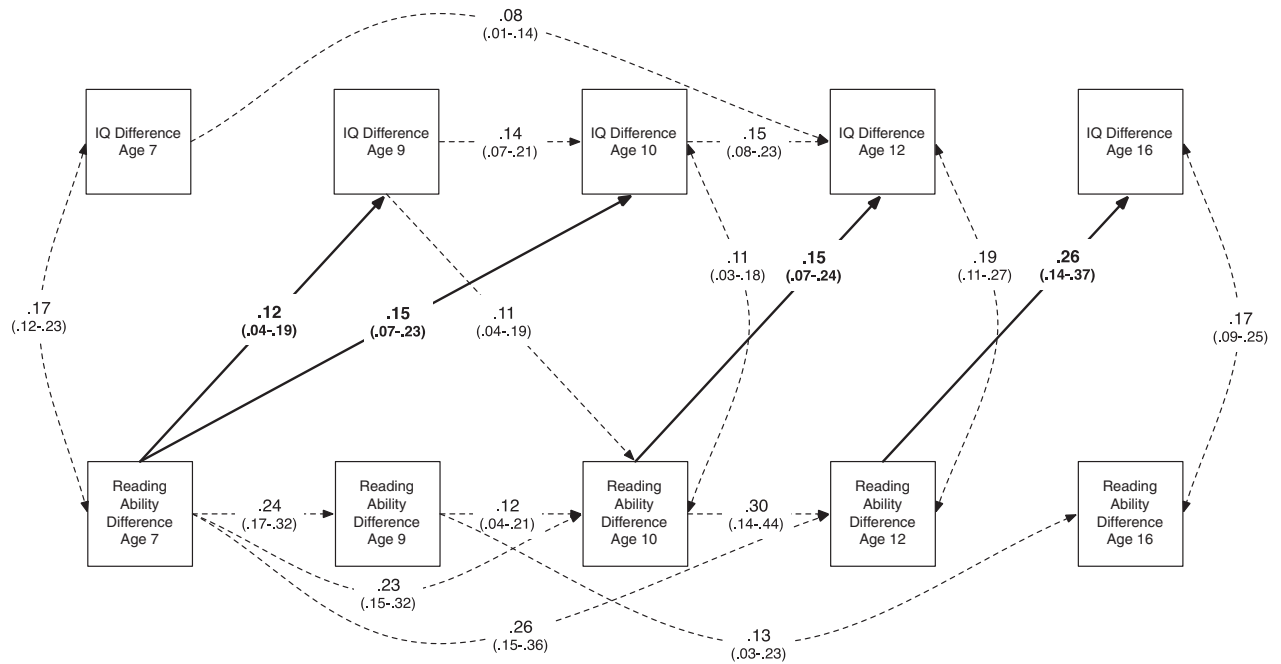 .08
(.01-.14)
IQ Difference
Age 7
IQ Difference
Age 9
.14
(.07-.21)
IQ Difference
Age 10
.15
(.08-.23)
IQ Difference
Age 12
IQ Difference
Age 16
.17
(.12-.23)
.12
(.04-.19)
.15
(.07-.23)
.11
(.04-.19)
.11
(.03-.18)
.15
(.07-.24)
.19
(.11-.27)
.26
(.14-.37)
.17
(.09-.25)
Reading
Ability
Difference
Age 7
.24
(.17-.32)
Reading
Ability
Difference
Age 9
.12
(.04-.21)
Reading
Ability
Difference
Age 10
.30
(.14-.44)
Reading
Ability
Difference
Age 12
Reading
Ability
Difference
Age 16
.23
(.15-.32)
.26
(.15-.36)
.13
(.03-.23)